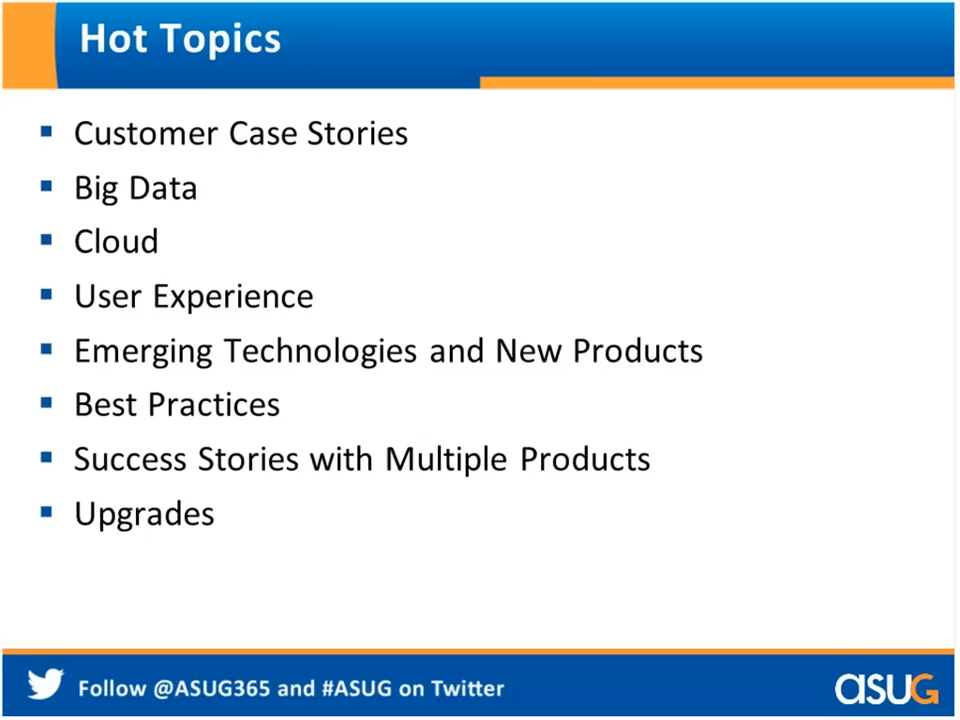 Hot Topics
Customer Case Stories
Big Data
Cloud
User Experience
Emerging Technologies and New Products
Best Practices
Success Stories with Multiple Products
Upgrades
Follow @ASUG365 and #ASUG on Twitter
asuG